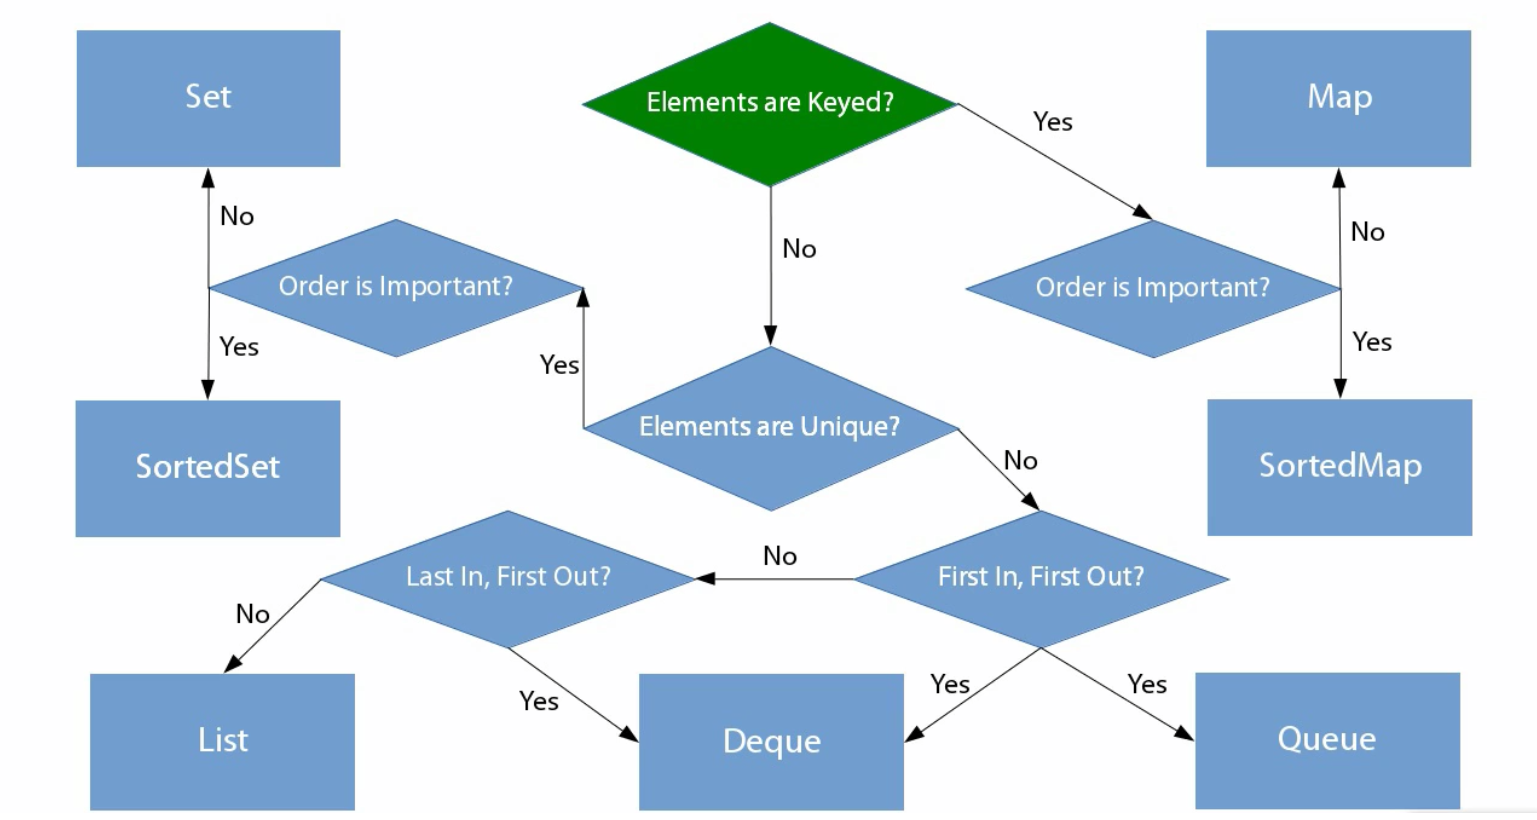 Set
Elements are Keyed?
Map
Yes
No
No
No
Order is Important?
Order is Important?
Yes
Yes
Yes
Elements are Unique?
No
SortedSet
SortedMap
No
Last In, First Out?
First In, First Out?
No
Yes
Yes
Yes
List
Deque
Queue